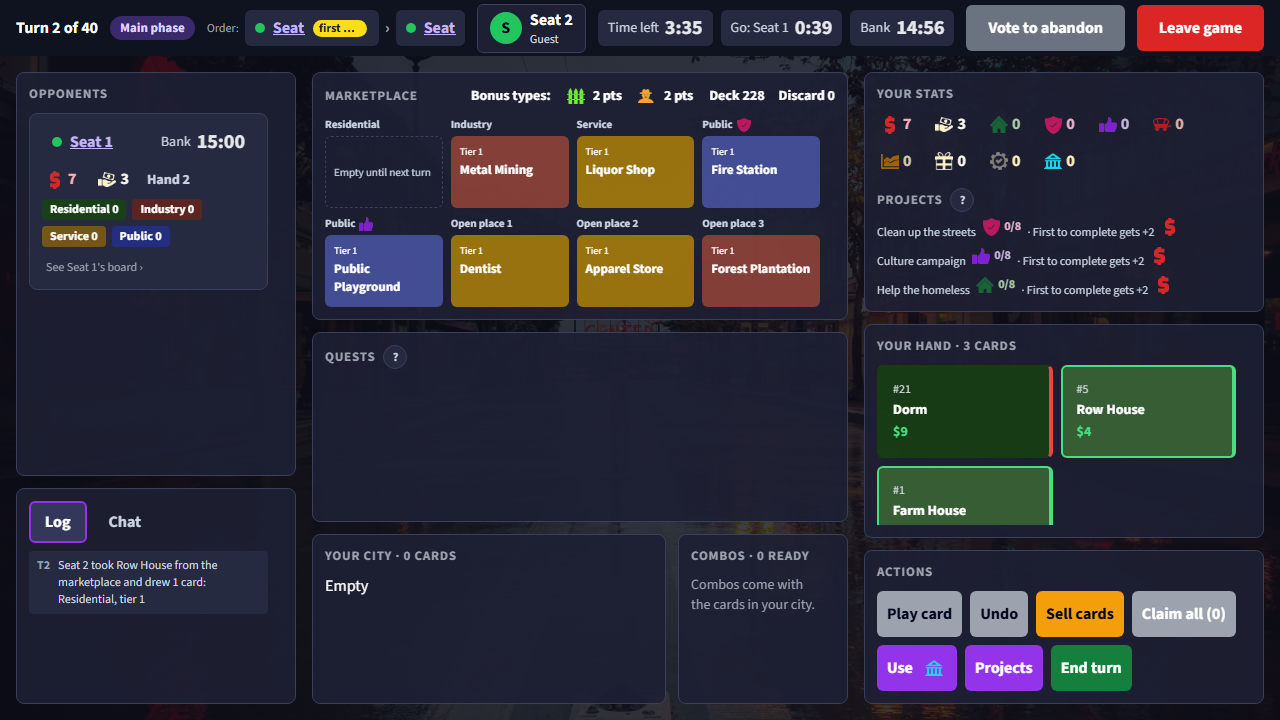 Turn 2 of 40
Main phase
Order:
Seat
first ...
›
Seat
S
Seat 2
Guest
Time left 3:35
Go: Seat 1 0:39
Bank 14:56
Vote to abandon
Leave game
OPPONENTS
Seat 1
Bank 15:00
7
3
Hand 2
Residential 0
Industry 0
Service 0
Public 0
See Seat 1's board ›
Log
Chat
T2 Seat 2 took Row House from the
marketplace and drew 1 card:
Residential, tier 1
MARKETPLACE
Bonus types:
2 pts
2 pts
Deck 228
Discard 0
Residential
Industry
Service
Public
Empty until next turn
Tier 1
Metal Mining
Tier 1
Liquor Shop
Tier 1
Fire Station
Public
Open place 1
Open place 2
Open place 3
Tier 1
Public
Playground
Tier 1
Dentist
Tier 1
Apparel Store
Tier 1
Forest Plantation
QUESTS
?
YOUR CITY · 0 CARDS
Empty
COMBOS · 0 READY
Combos come with
the cards in your city.
YOUR STATS
7
3
0
0
0
0
0
0
0
0
PROJECTS
?
Clean up the streets 0/8 · First to complete gets +2
Culture campaign 0/8 · First to complete gets +2
Help the homeless 0/8 · First to complete gets +2
YOUR HAND · 3 CARDS
#21
Dorm
$9
#5
Row House
$4
#1
Farm House
ACTIONS
Play card
Undo
Sell cards
Claim all (0)
Use
Projects
End turn